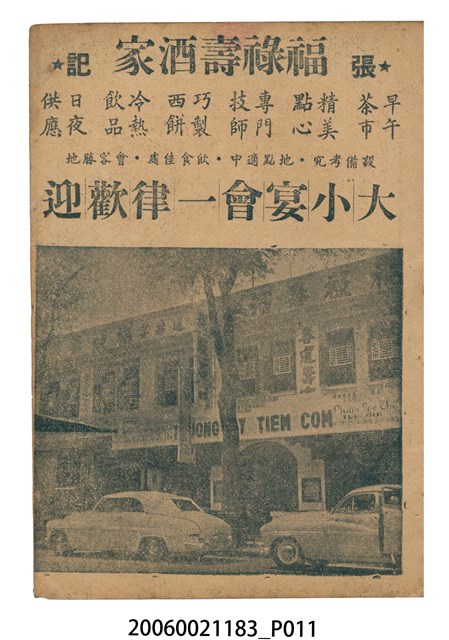 福祿壽酒家
張記
早午茶市
精美點心
專門技師
巧製西餅
冷熱飲品
日夜供應
設備考究・地點適中・飲食佳處・會客勝地
大小宴會一律歡迎
TIEM COM
20060021183_P011